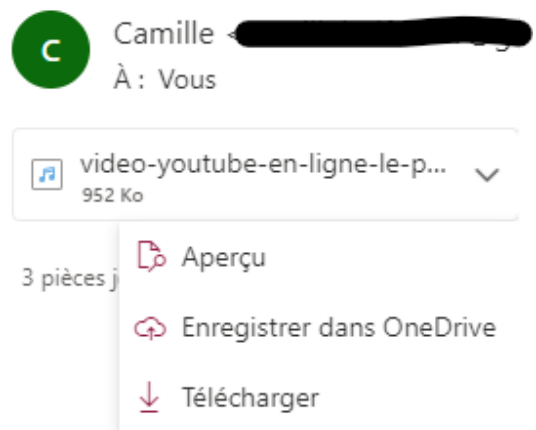 C
Camille <
À : Vous
video-youtube-en-ligne-le-p...
952 Ko
3 pièces j
Aperçu
Enregistrer dans OneDrive
Télécharger